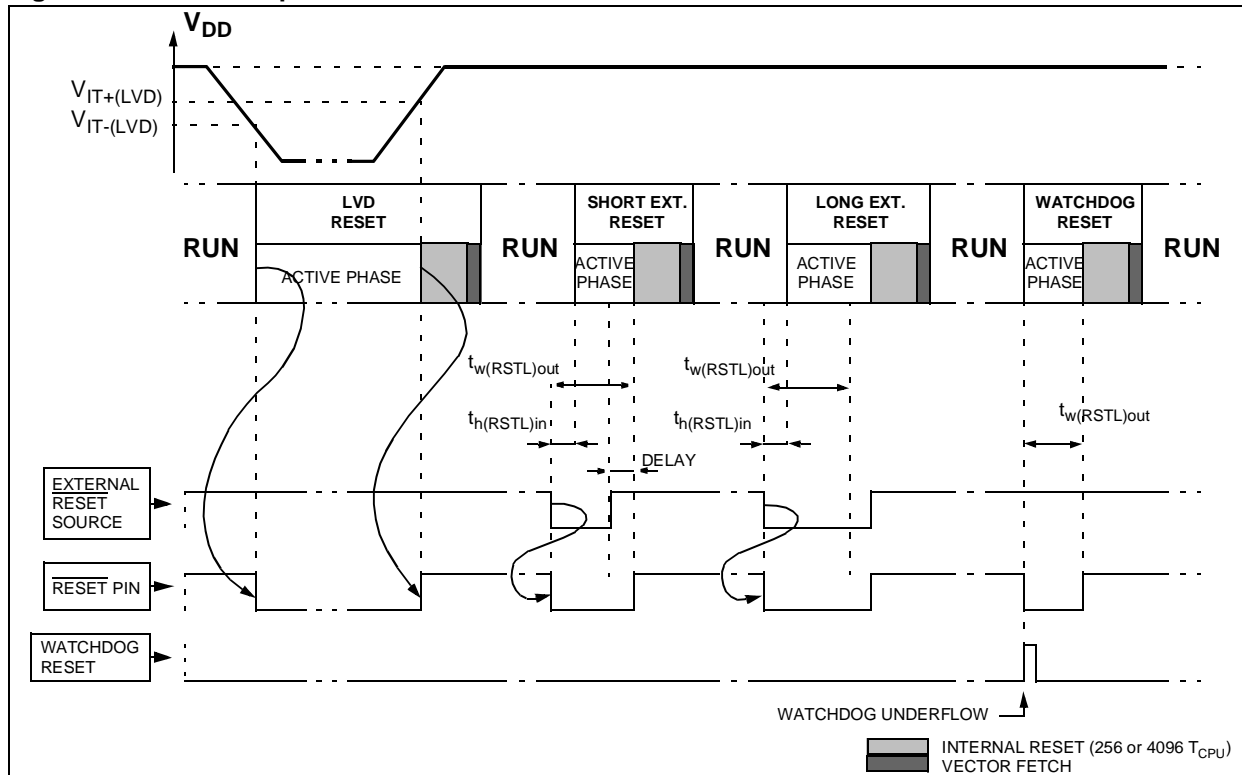 VDD
VIT+(LVD)
VIT-(LVD)
LVD
RESET
SHORT EXT.
RESET
LONG EXT.
RESET
WATCHDOG
RESET
RUN
RUN
RUN
RUN
RUN
ACTIVE PHASE
ACTIVE
PHASE
ACTIVE
PHASE
ACTIVE
PHASE
tw(RSTL)out
tw(RSTL)out
tw(RSTL)out
th(RSTL)in
th(RSTL)in
DELAY
EXTERNAL
RESET
SOURCE
RESET PIN
WATCHDOG
RESET
WATCHDOG UNDERFLOW
INTERNAL RESET (256 or 4096 TCPU)
VECTOR FETCH